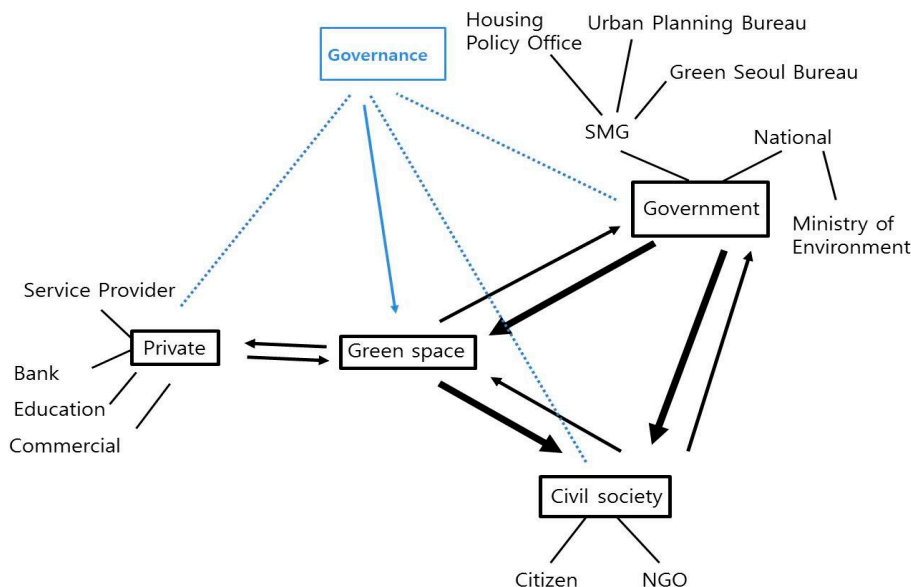 Housing
Policy Office
Urban Planning Bureau
Governance
Green Seoul Bureau
SMG
National
Government
Ministry of
Environment
Service Provider
Private
Green space
Bank
Education
Commercial
Civil society
Citizen
NGO